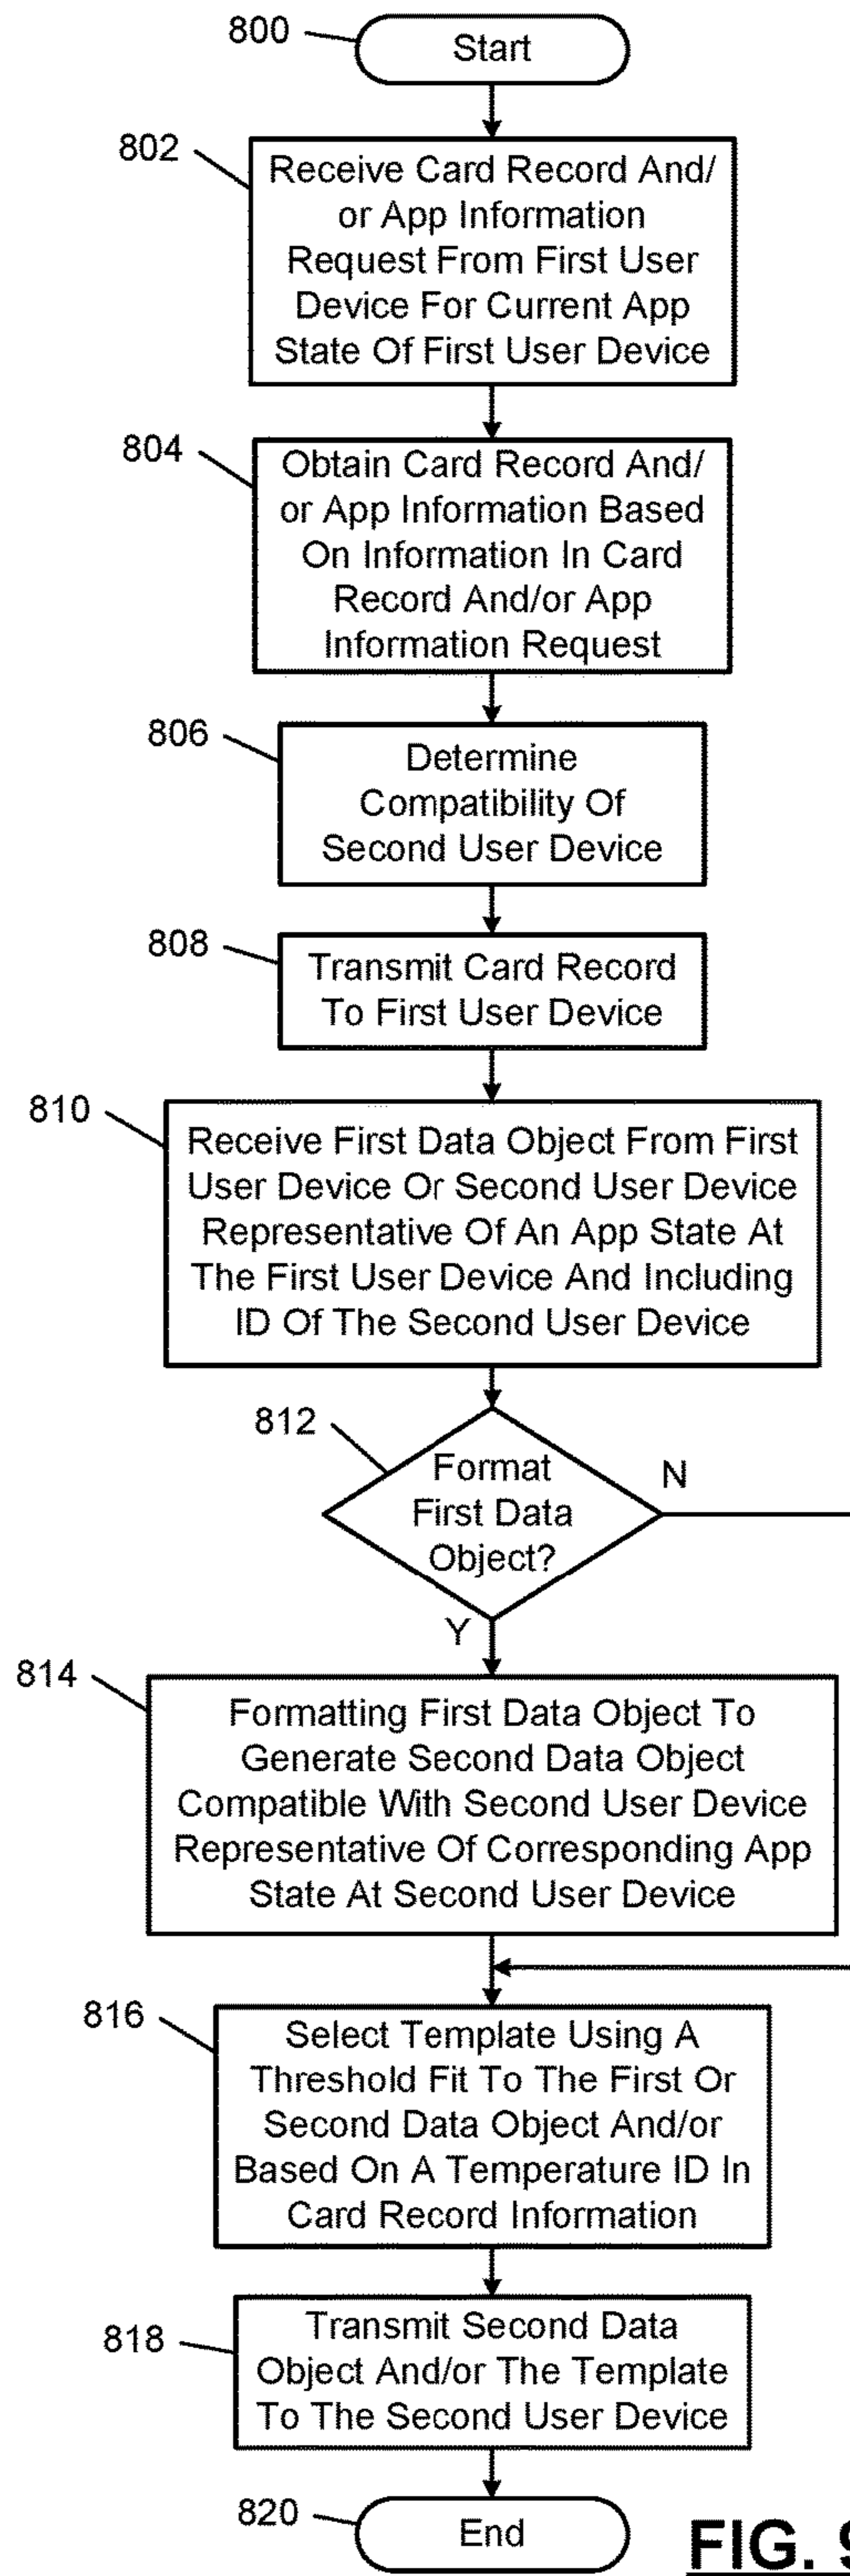 800
Start
802
Receive Card Record And/
or App Information
Request From First User
Device For Current App
State Of First User Device
804
Obtain Card Record And/
or App Information Based
On Information In Card
Record And/or App
Information Request
806
Determine
Compatibility Of
Second User Device
808
Transmit Card Record
To First User Device
810
Receive First Data Object From First
User Device Or Second User Device
Representative Of An App State At
The First User Device And Including
ID Of The Second User Device
812
Format
First Data
Object?
N
Y
814
Formatting First Data Object To
Generate Second Data Object
Compatible With Second User Device
Representative Of Corresponding App
State At Second User Device
816
Select Template Using A
Threshold Fit To The First Or
Second Data Object And/or
Based On A Temperature ID In
Card Record Information
818
Transmit Second Data
Object And/or The Template
To The Second User Device
820
End
FIG. 9